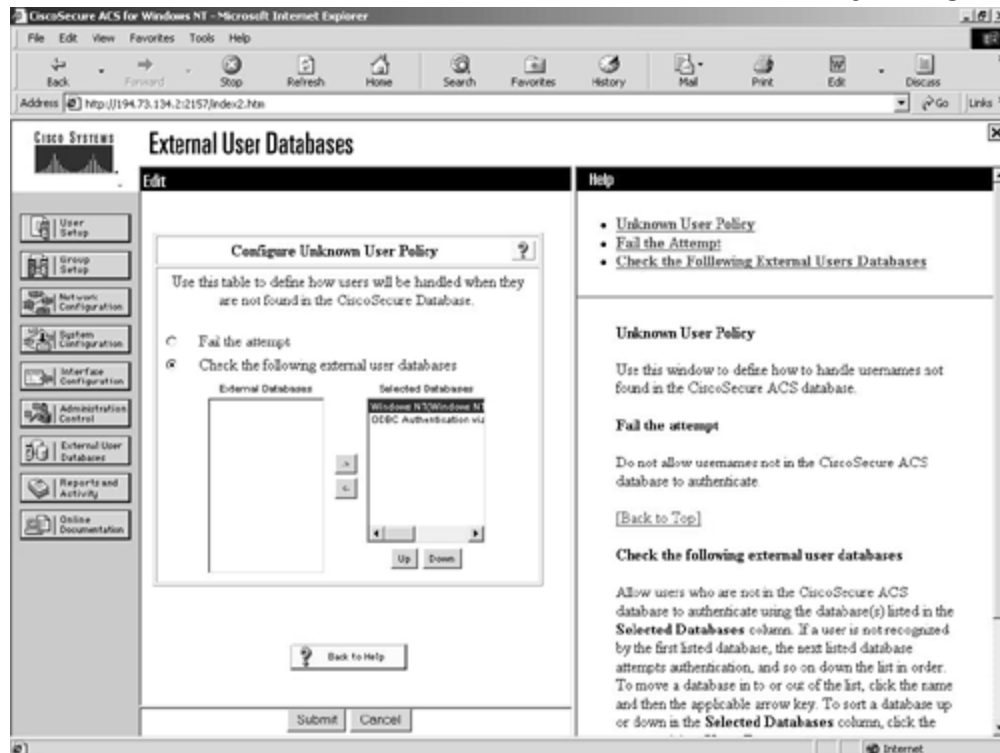 CiscoSecure ACS for Windows NT - Microsoft Internet Explorer
File Edit View Favorites Tools Help
Back Forward Stop Refresh Home Search Favorites History Mail Print Edit Discuss
Address http://194.73.134.2:2157/index2.htm Go Links
CISCO SYSTEMS
External User Databases
Edit
User Setup
Group Setup
Network Configuration
System Configuration
Interface Configuration
Administration Control
External User Databases
Reports and Activity
Online Documentation
Configure Unknown User Policy ?
Use this table to define how users will be handled when they
are not found in the CiscoSecure Database.
Fail the attempt
Check the following external user databases
External Databases Selected Databases
Windows NT(Windows NT
ODBC Authentication via
->
<-
Up Down
? Back to Help
Submit Cancel
Help
• Unknown User Policy
• Fail the Attempt
• Check the Folllewing External Users Databases
Unknown User Policy
Use this window to define how to handle usernames not
found in the CiscoSecure ACS database.
Fail the attempt
Do not allow usernames not in the CiscoSecure ACS
database to authenticate
[Back to Top]
Check the following external user databases
Allow users who are not in the CiscoSecure ACS
database to authenticate using the database(s) listed in the
Selected Databases column. If a user is not recognized
by the first listed database, the next listed database
attempts authentication, and so on down the list in order.
To move a database in to or out of the list, click the name
and then the applicable arrow key. To sort a database up
or down in the Selected Databases column, click the
Internet